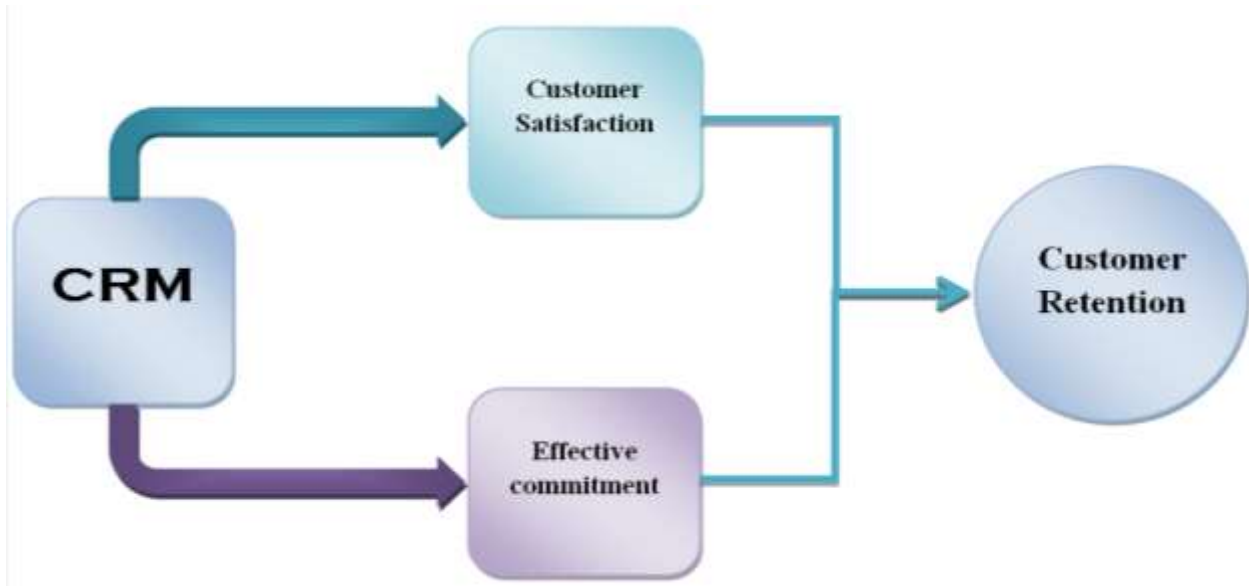 CRM
Customer
Satisfaction
Effective
commitment
Customer
Retention